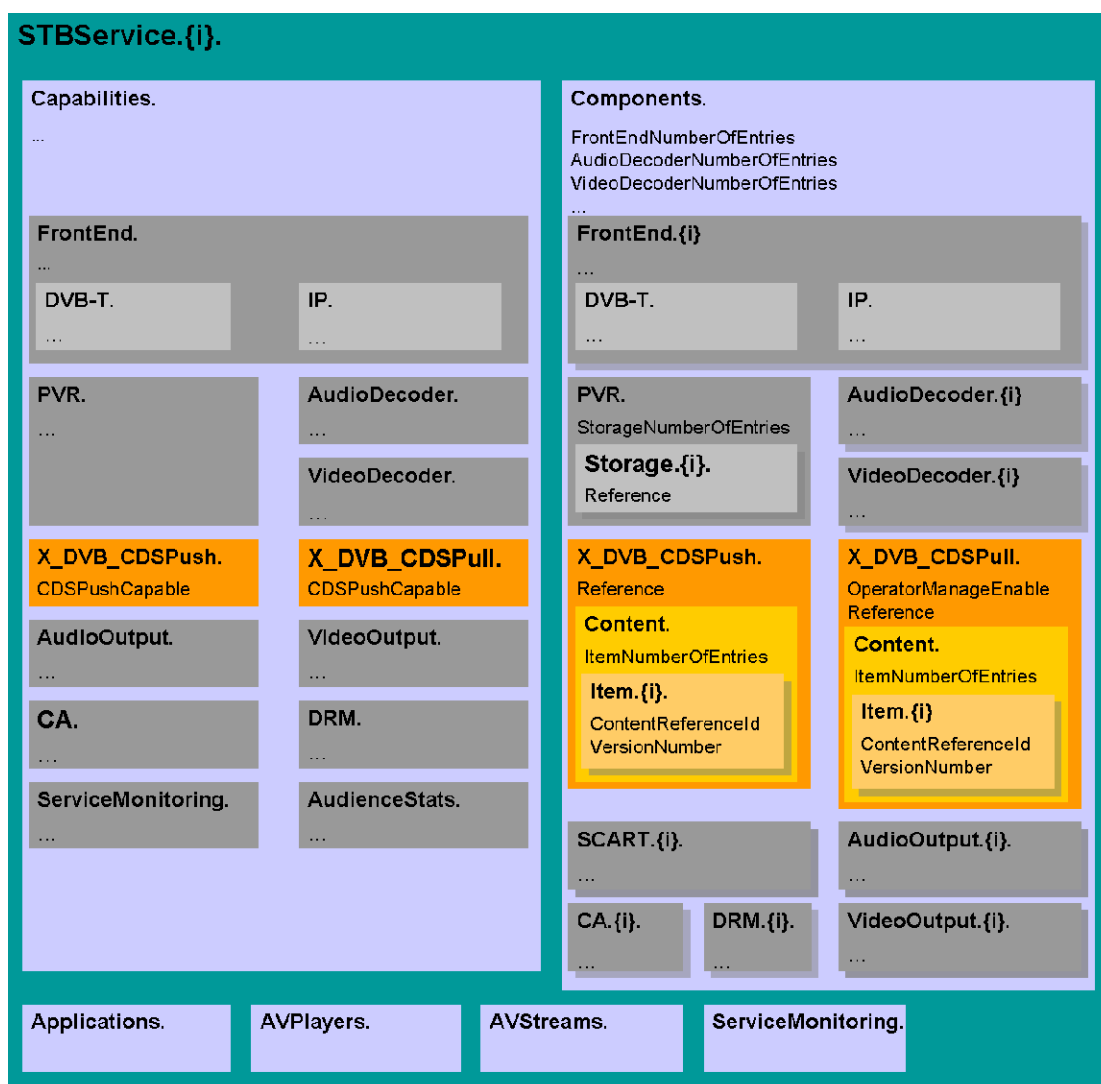 STBService.{i}.
Capabilities.
...
FrontEnd.
...
DVB-T.
...
IP.
...
PVR.
...
AudioDecoder.
...
VideoDecoder.
...
X_DVB_CDSPush.
CDSPushCapable
X_DVB_CDSPull.
CDSPushCapable
AudioOutput.
...
VideoOutput.
...
CA.
...
DRM.
...
ServiceMonitoring.
...
AudienceStats.
...
Components.
FrontEndNumberOfEntries
AudioDecoderNumberOfEntries
VideoDecoderNumberOfEntries
...
FrontEnd.{i}
...
DVB-T.
...
IP.
...
PVR.
StorageNumberOfEntries
Storage.{i}.
Reference
AudioDecoder.{i}
...
VideoDecoder.{i}
...
X_DVB_CDSPush.
Reference
Content.
ItemNumberOfEntries
Item.{i}.
ContentReferenceId
VersionNumber
X_DVB_CDSPull.
OperatorManageEnable
Reference
Content.
ItemNumberOfEntries
Item.{i}
ContentReferenceId
VersionNumber
SCART.{i}.
...
AudioOutput.{i}.
...
CA.{i}.
...
DRM.{i}.
...
VideoOutput.{i}.
...
Applications.
AVPlayers.
AVStreams.
ServiceMonitoring.